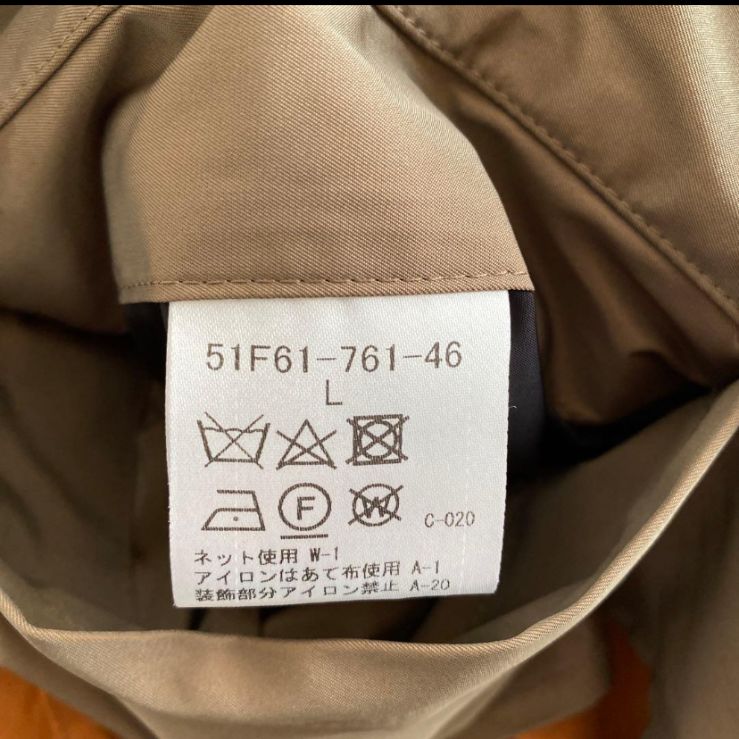 51F61-761-46
L
F W C-020
ネット使用 W-1
アイロンはあて布使用 A-1
装飾部分アイロン禁止 A-20